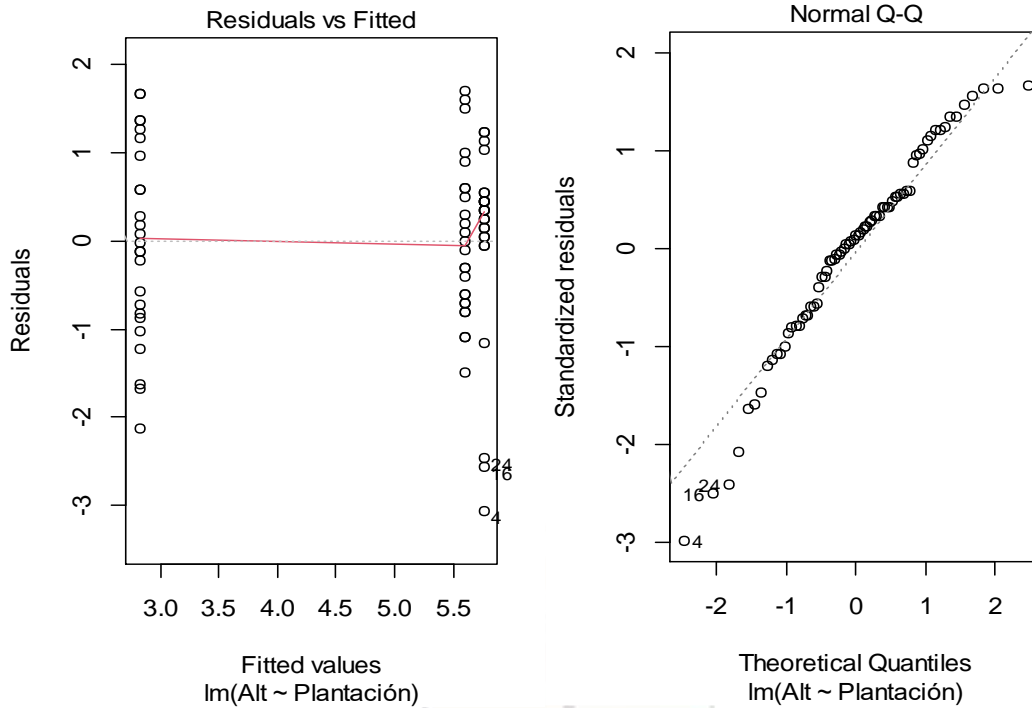 Residuals vs Fitted
Residuals
2
1
0
-1
-2
-3
24
16
4
3.0 3.5 4.0 4.5 5.0 5.5
Fitted values
lm(Alt ~ Plantación)
Normal Q-Q
Standardized residuals
2
1
0
-1
-2
-3
24
16
4
-2 -1 0 1 2
Theoretical Quantiles
lm(Alt ~ Plantación)